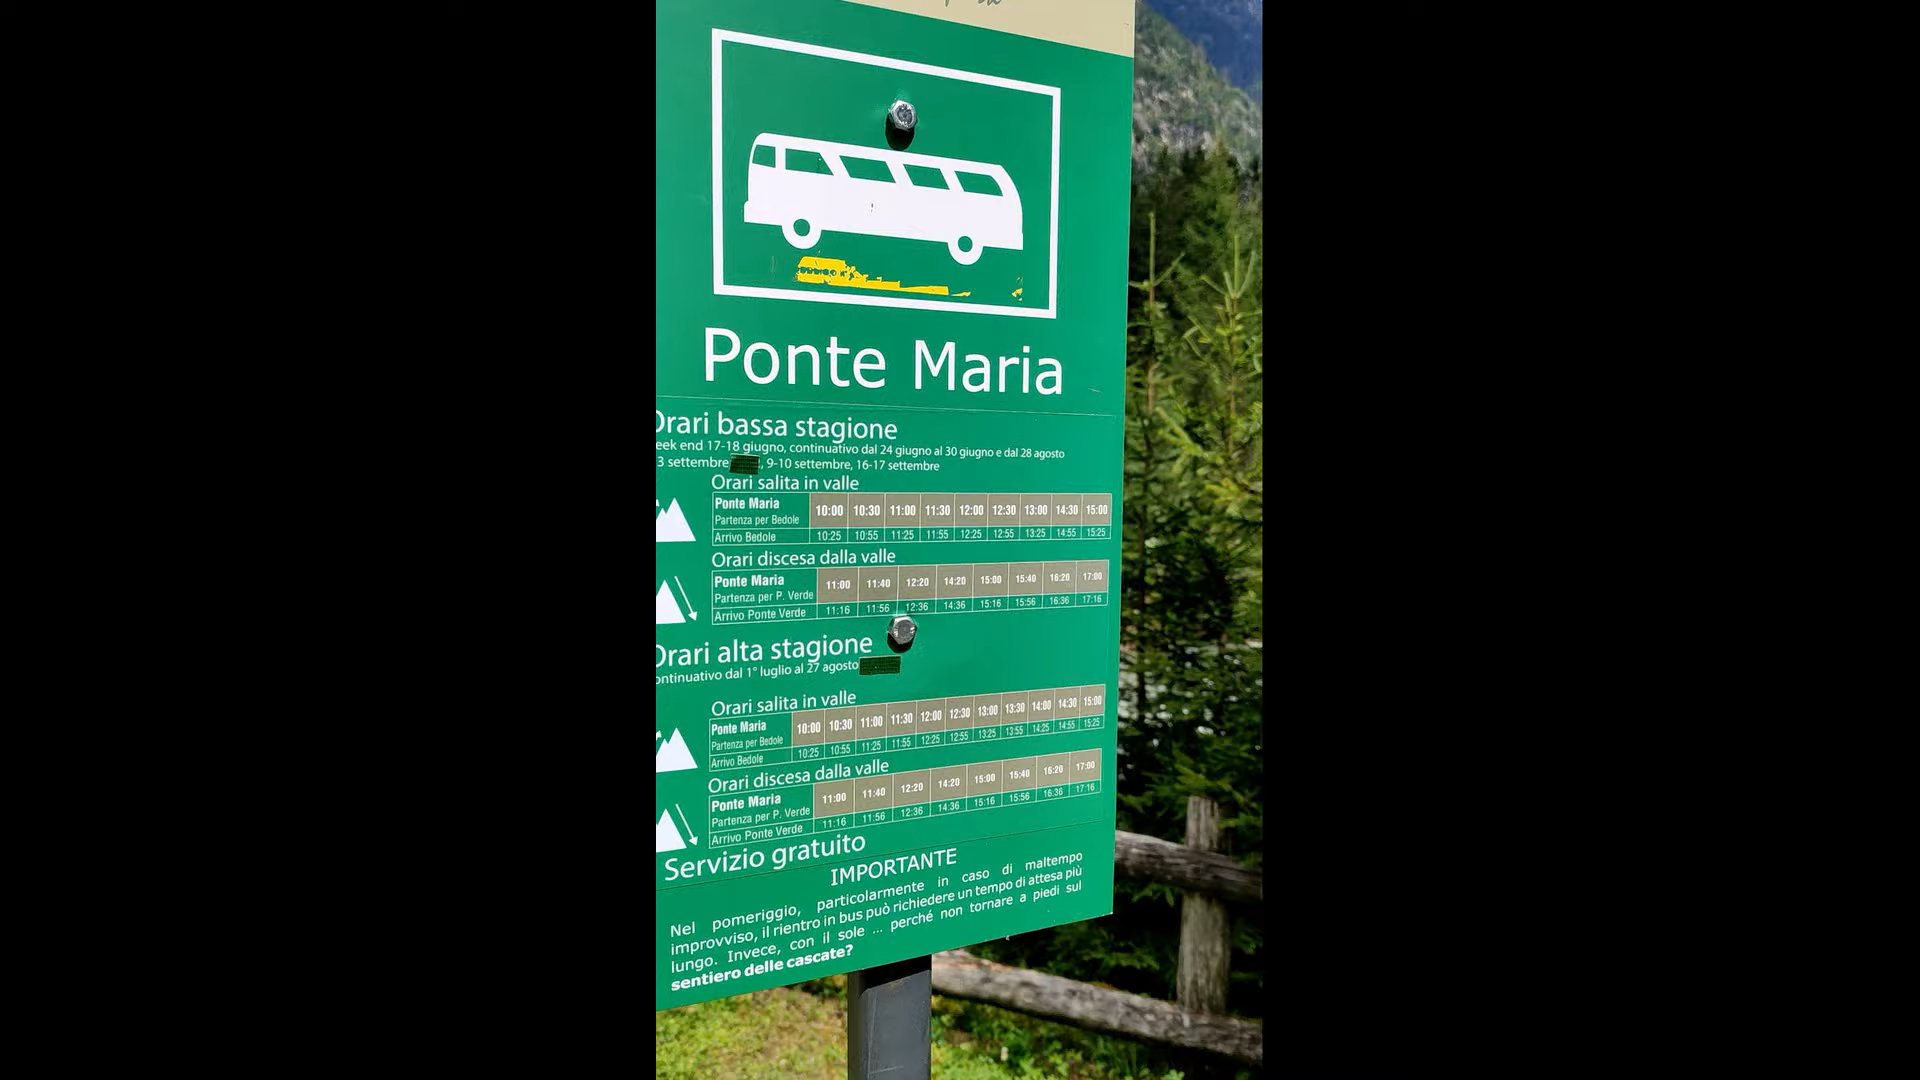 Ponte Maria
Orari bassa stagione
eek end 17-18 giugno, continuativo dal 24 giugno al 30 giugno e dal 28 agosto
3 settembre , 9-10 settembre, 16-17 settembre
Orari salita in valle
Ponte Maria
Partenza per Bedole 10:00 10:30 11:00 11:30 12:00 12:30 13:00 14:30 15:00
Arrivo Bedole 10:25 10:55 11:25 11:55 12:25 12:55 13:25 14:55 15:25
Orari discesa dalla valle
Ponte Maria
Partenza per P. Verde 11:00 11:40 12:20 14:20 15:00 15:40 16:20 17:00
Arrivo Ponte Verde 11:16 11:56 12:36 14:36 15:16 15:56 16:36 17:16
Orari alta stagione
ontinuativo dal 1° luglio al 27 agosto
Orari salita in valle
Ponte Maria
Partenza per Bedole 10:00 10:30 11:00 11:30 12:00 12:30 13:00 13:30 14:00 14:30 15:00
Arrivo Bedole 10:25 10:55 11:25 11:55 12:25 12:55 13:25 13:55 14:25 14:55 15:25
Orari discesa dalla valle
Ponte Maria
Partenza per P. Verde 11:00 11:40 12:20 14:20 15:00 15:40 16:20 17:00
Arrivo Ponte Verde 11:16 11:56 12:36 14:36 15:16 15:56 16:36 17:16
Servizio gratuito
IMPORTANTE
Nel pomeriggio, particolarmente in caso di maltempo
improvviso, il rientro in bus può richiedere un tempo di attesa più
lungo. Invece, con il sole ... perché non tornare a piedi sul
sentiero delle cascate?